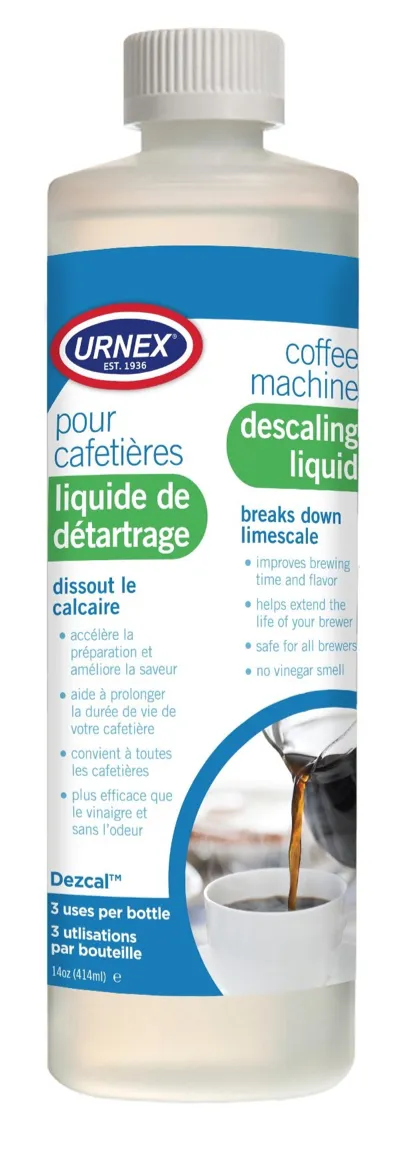 URNEX®
EST. 1936
pour
cafetières
liquide de
détartrage
dissout le
calcaire
• accélère la
préparation et
améliore la saveur
• aide à prolonger
la durée de vie de
votre cafetière
• convient à toutes
les cafetières
• plus efficace que
le vinaigre et
sans l'odeur
Dezcal™
3 uses per bottle
3 utlisations
par bouteille
14oz (414ml) e
coffee
machine
descaling
liquid
breaks down
limescale
• improves brewing
time and flavor
• helps extend the
life of your brewer
• safe for all brewers
• no vinegar smell